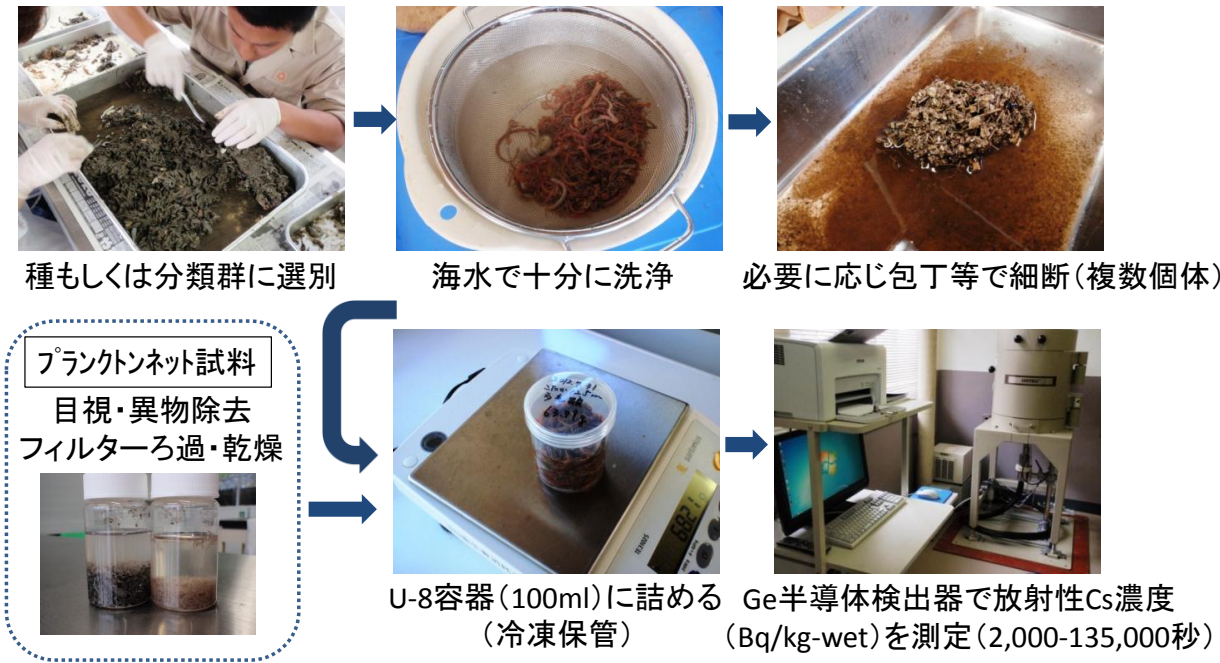 種もしくは分類群に選別
海水で十分に洗浄
必要に応じ包丁等で細断(複数個体)
プランクトンネット試料
目視・異物除去
フィルターろ過・乾燥
U-8容器(100ml)に詰める
(冷凍保管)
Ge半導体検出器で放射性Cs濃度
(Bq/kg-wet)を測定(2,000-135,000秒)